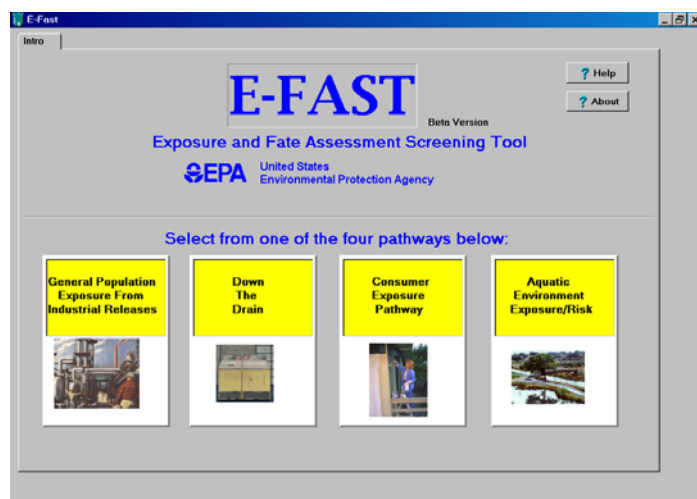 E-Fast
Intro
E-FAST
Beta Version
? Help
? About
Exposure and Fate Assessment Screening Tool
EPA
United States
Environmental Protection Agency
Select from one of the four pathways below:
General Population
Exposure From
Industrial Releases
Down
The
Drain
Consumer
Exposure
Pathway
Aquatic
Environment
Exposure/Risk